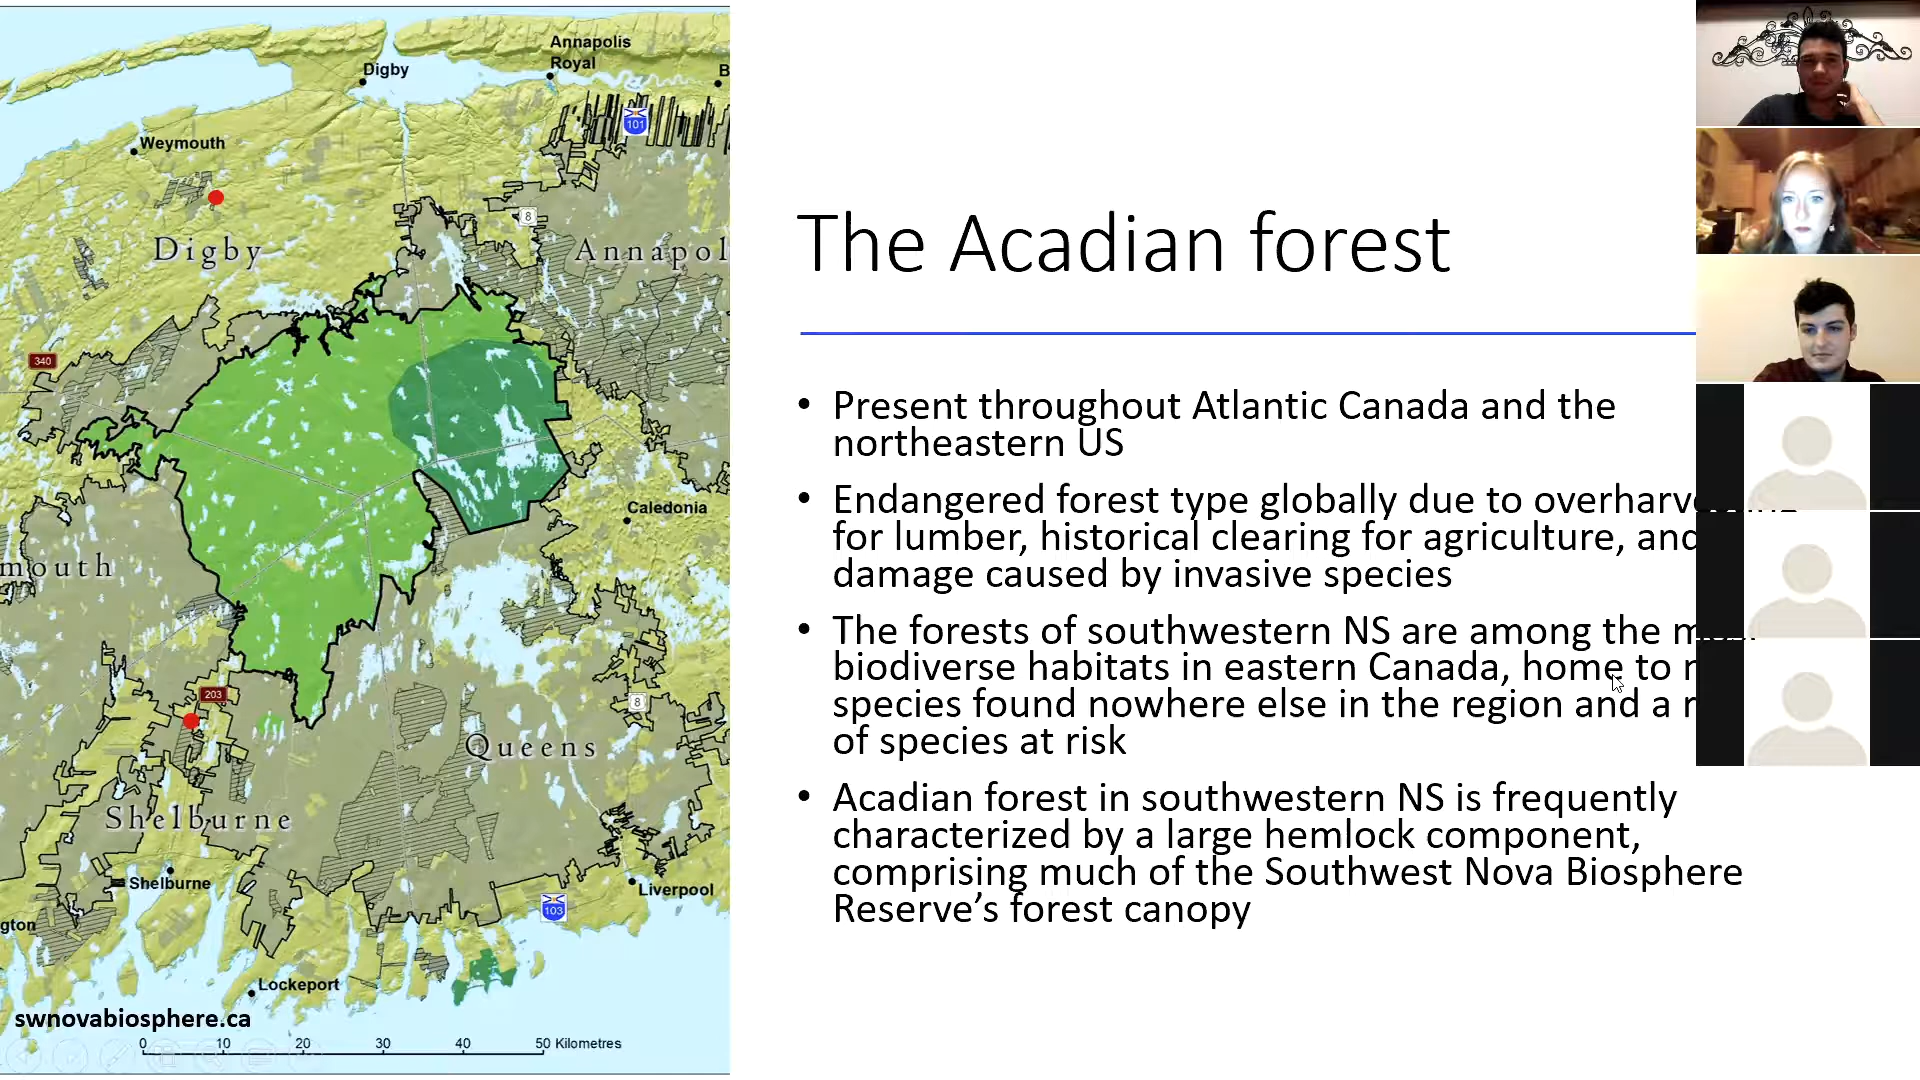 Annapolis
Royal
Digby
B
101
Weymouth
8
Digby
Annapol
340
Caledonia
mouth
203
8
Queens
Shelburne
Shelburne
Liverpool
103
gton
Lockeport
swnovabiosphere.ca
0 10 20 30 40 50 Kilometres
The Acadian forest
• Present throughout Atlantic Canada and the
northeastern US
• Endangered forest type globally due to
for lumber, historical clearing for agriculture, and
damage caused by invasive species
• The forests of southwestern NS are among the
biodiverse habitats in eastern Canada, home to
species found nowhere else in the region and a
of species at risk
• Acadian forest in southwestern NS is frequently
characterized by a large hemlock component,
comprising much of the Southwest Nova Biosphere
Reserve's forest canopy